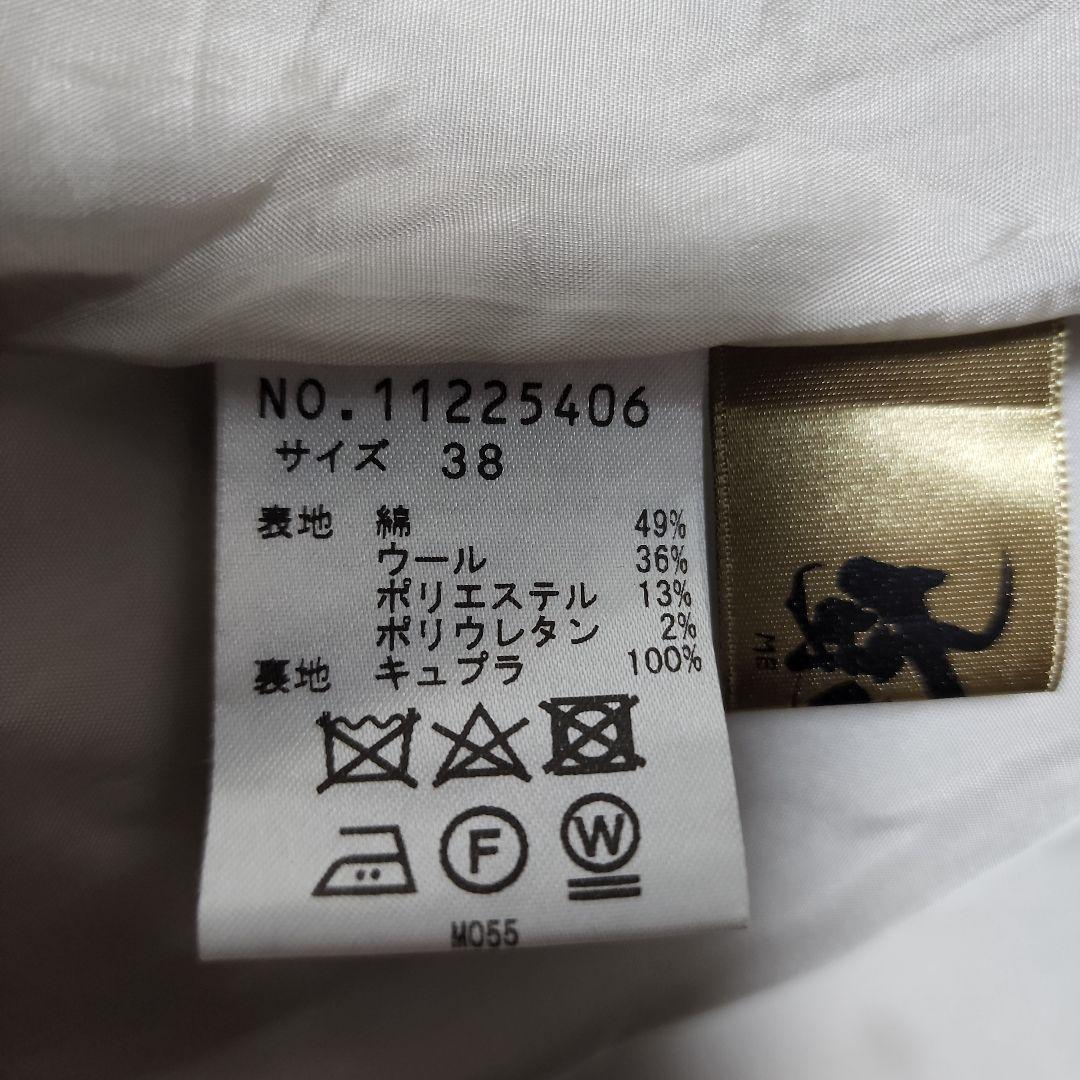 NO.11225406
サイズ 38
表地 綿 49%
ウール 36%
ポリエステル 13%
ポリウレタン 2%
裏地 キュプラ 100%
F W
M055
ME